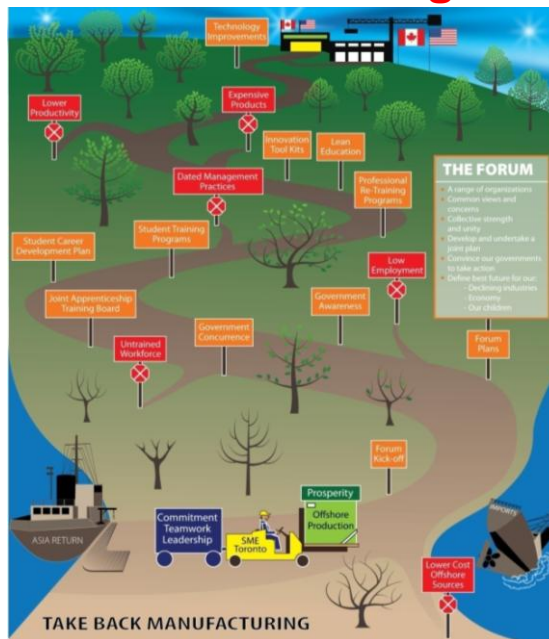 Technology
Improvements
Lower
Productivity
Expensive
Products
Innovation
Tool Kits
Lean
Education
Dated Management
Practices
Professional
Re-Training
Programs
THE FORUM
A range of organizations
Common views and
concerns
Collective strength
and unity
Develop and undertake a
joint plan
Convince our governments
to take action
Define best future for our:
- Declining industries
- Economy
- Our children
Student Career
Development Plan
Student Training
Programs
Low
Employment
Joint Apprenticeship
Training Board
Government
Awareness
Untrained
Workforce
Government
Concurrence
Forum
Plans
Forum
Kick-off
Prosperity
Offshore
Production
Commitment
Teamwork
Leadership
SME
Toronto
ASIA RETURN
IMPORTS
Lower Cost
Offshore
Sources
TAKE BACK MANUFACTURING